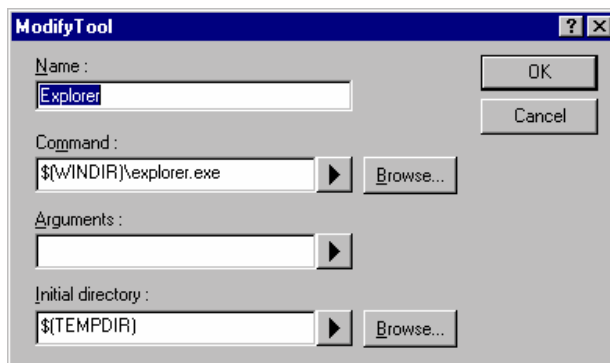 ModifyTool
Name :
Explorer
OK
Cancel
Command :
$(WINDIR)\explorer.exe
Browse...
Arguments :
Initial directory :
$(TEMPDIR)
Browse...